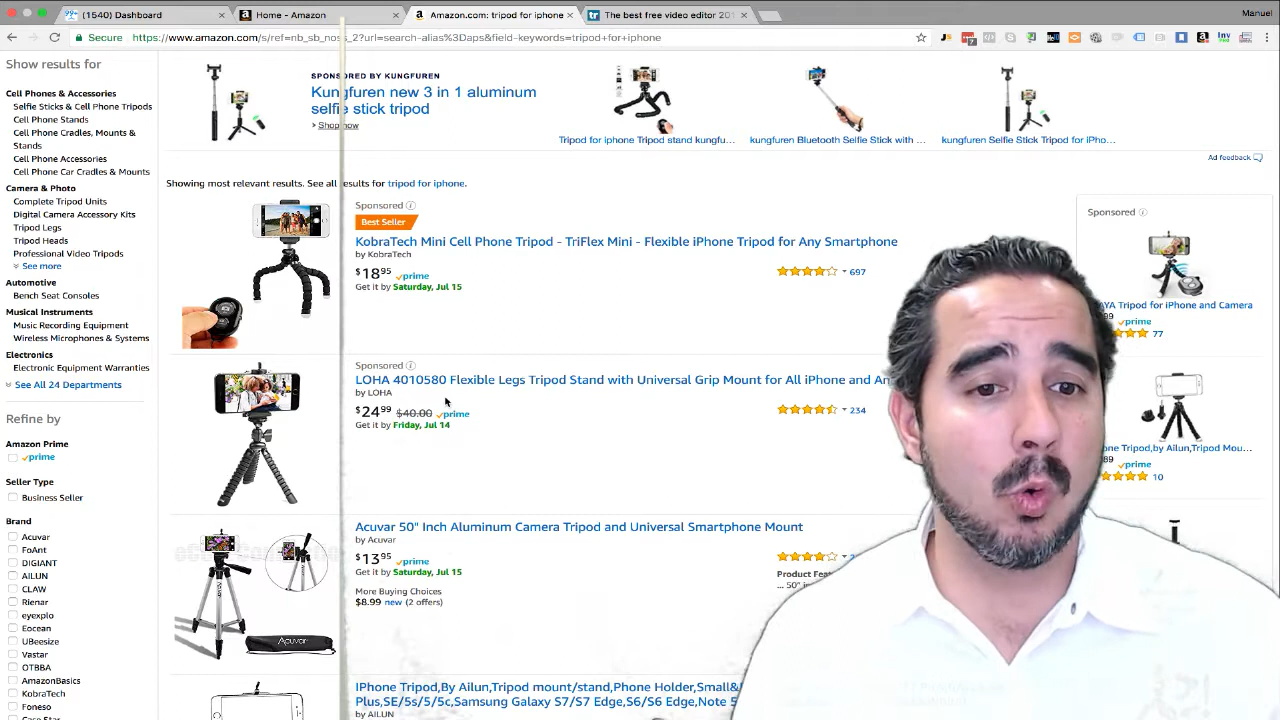 (1540) Dashboard
Home - Amazon
Amazon.com: tripod for iphone
The best free video editor 201
Manuel
Secure
https://www.amazon.com/s/ref=nb_sb_noss_2?url=search-alias%3Daps&field-keywords=tripod+for+iphone
Show results for
Cell Phones & Accessories
Selfie Sticks & Cell Phone Tripods
Cell Phone Stands
Cell Phone Cradles, Mounts &
Stands
Cell Phone Accessories
Cell Phone Car Cradles & Mounts
Camera & Photo
Complete Tripod Units
Digital Camera Accessory Kits
Tripod Legs
Tripod Heads
Professional Video Tripods
See more
Automotive
Bench Seat Consoles
Musical Instruments
Music Recording Equipment
Wireless Microphones & Systems
Electronics
Electronic Equipment Warranties
See All 24 Departments
Refine by
Amazon Prime
prime
Seller Type
Business Seller
Brand
Acuvar
FoAnt
DIGIANT
AILUN
CLAW
Rienar
eyexplo
Eocean
UBeesize
Vastar
OTBBA
AmazonBasics
KobraTech
Foneso
SPONSORED BY KUNGFUREN
Kungfuren new 3 in 1 aluminum
selfie stick tripod
Shop now
Tripod for iphone Tripod stand kungfu...
kungfuren Bluetooth Selfie Stick with ...
kungfuren Selfie Stick Tripod for iPho...
Ad feedback
Showing most relevant results. See all results for tripod for iphone.
Sponsored
Best Seller
KobraTech Mini Cell Phone Tripod - TriFlex Mini - Flexible iPhone Tripod for Any Smartphone
by KobraTech
$18.95 prime
Get it by Saturday, Jul 15
697
Sponsored
LOHA 4010580 Flexible Legs Tripod Stand with Universal Grip Mount for All iPhone and An
by LOHA
$24.99 $40.00 prime
Get it by Friday, Jul 14
234
Acuvar 50" Inch Aluminum Camera Tripod and Universal Smartphone Mount
by Acuvar
$13.95 prime
Get it by Saturday, Jul 15
More Buying Choices
$8.99 new (2 offers)
Product Fea
... 50" in
Acuvar
IPhone Tripod,By Ailun,Tripod mount/stand,Phone Holder,Small&
Plus,SE/5s/5/5c,Samsung Galaxy S7/S7 Edge,S6/S6 Edge,Note 5
by AILUN
Sponsored
AYA Tripod for iPhone and Camera
prime
77
one Tripod,by Ailun,Tripod Mou...
89
prime
10